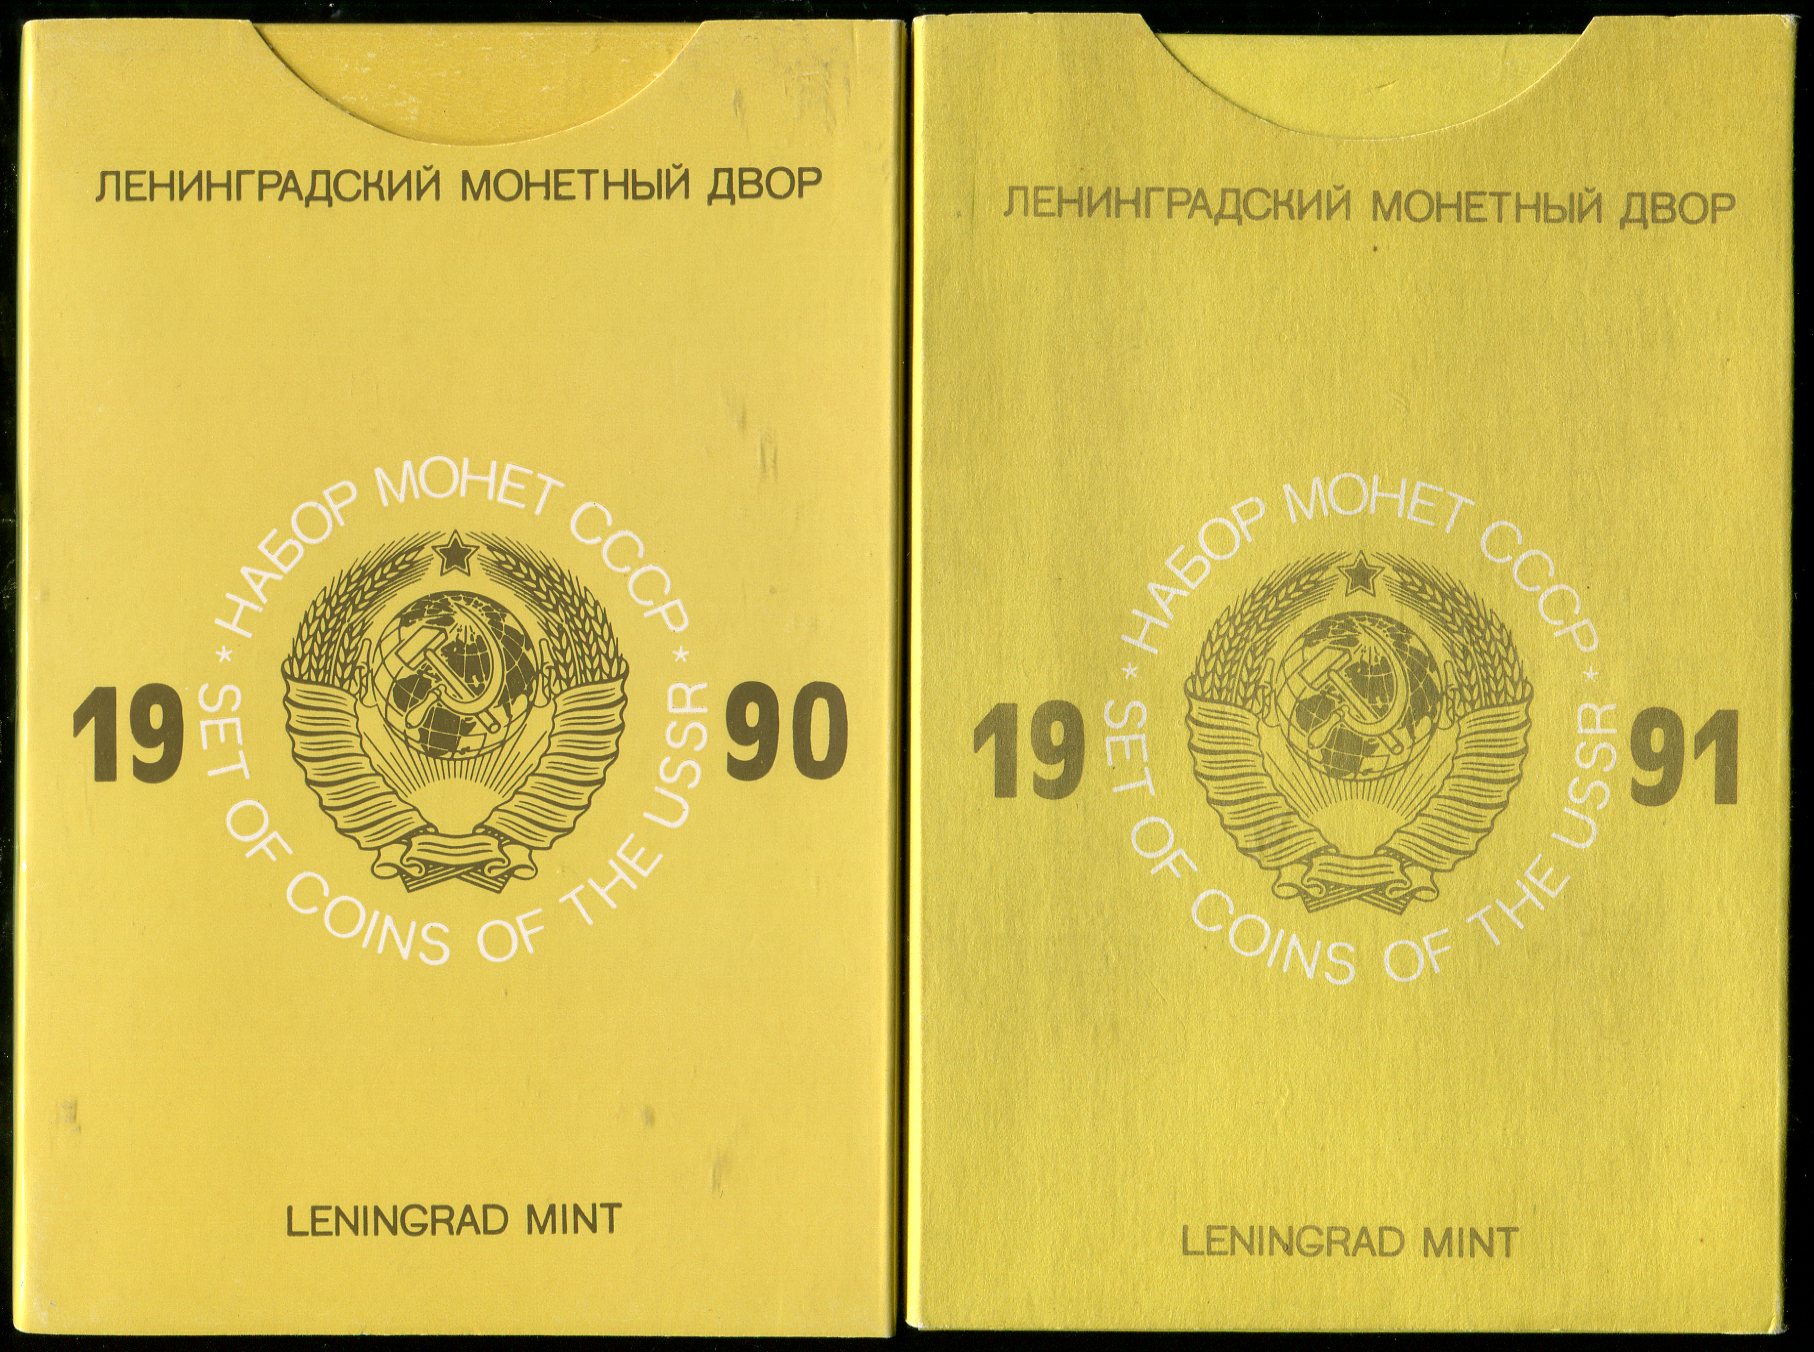 ЛЕНИНГРАДСКИЙ МОНЕТНЫЙ ДВОР
* НАБОР МОНЕТ СССР *
19 90
SET OF COINS OF THE USSR
LENINGRAD MINT
ЛЕНИНГРАДСКИЙ МОНЕТНЫЙ ДВОР
* НАБОР МОНЕТ СССР *
19 91
SET OF COINS OF THE USSR
LENINGRAD MINT